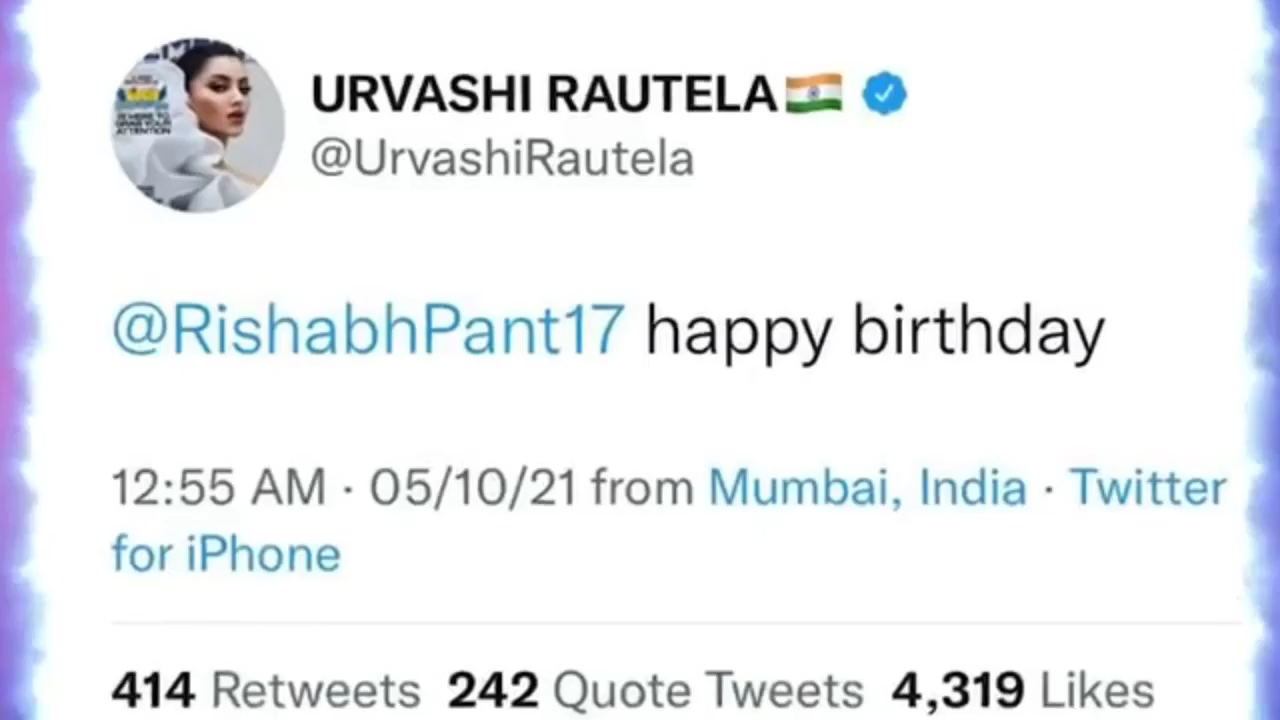 URVASHI RAUTELA🇮🇳
@UrvashiRautela
@RishabhPant17 happy birthday
12:55 AM · 05/10/21 from Mumbai, India · Twitter
for iPhone
414 Retweets 242 Quote Tweets 4,319 Likes